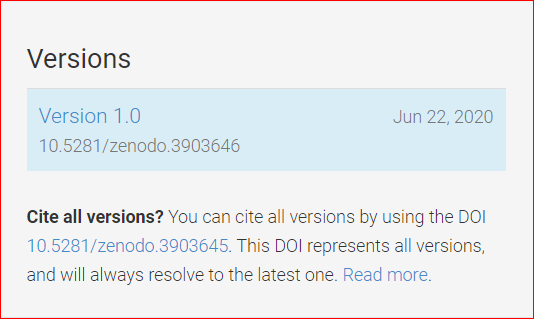 Versions
Version 1.0 Jun 22, 2020
10.5281/zenodo.3903646
Cite all versions? You can cite all versions by using the DOI
10.5281/zenodo.3903645. This DOI represents all versions,
and will always resolve to the latest one. Read more.